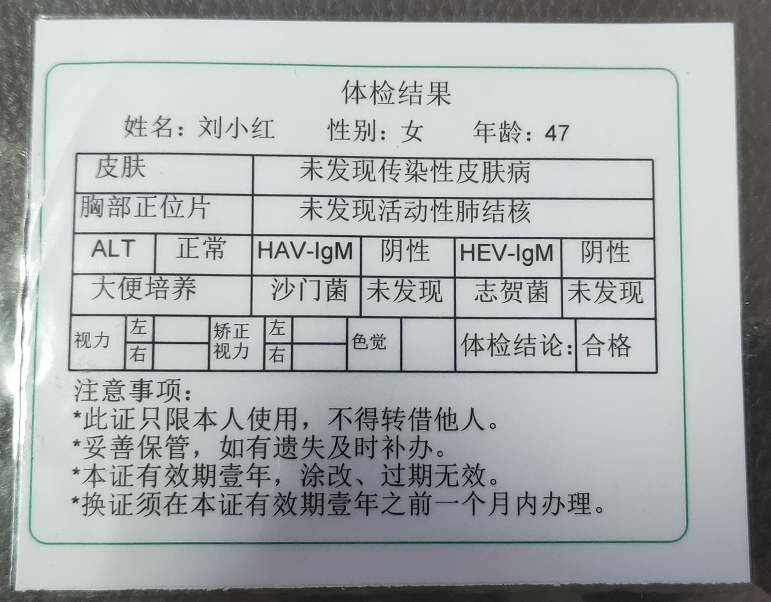 体检结果
姓名：刘小红 性别：女 年龄：47
皮肤 未发现传染性皮肤病
胸部正位片 未发现活动性肺结核
ALT 正常 HAV-IgM 阴性 HEV-IgM 阴性
大便培养 沙门菌 未发现 志贺菌 未发现
视力 左 右 矫正视力 左 右 色觉 体检结论：合格
注意事项：
*此证只限本人使用，不得转借他人。
*妥善保管，如有遗失及时补办。
*本证有效期壹年，涂改、过期无效。
*换证须在本证有效期壹年之前一个月内办理。